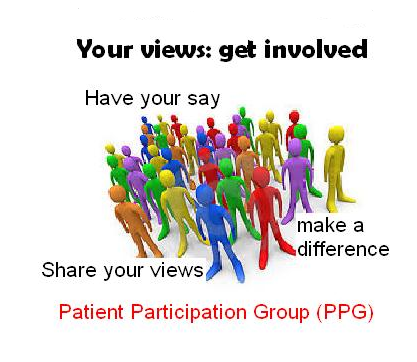 Your views: get involved
Have your say
make a
difference
Share your views
Patient Participation Group (PPG)